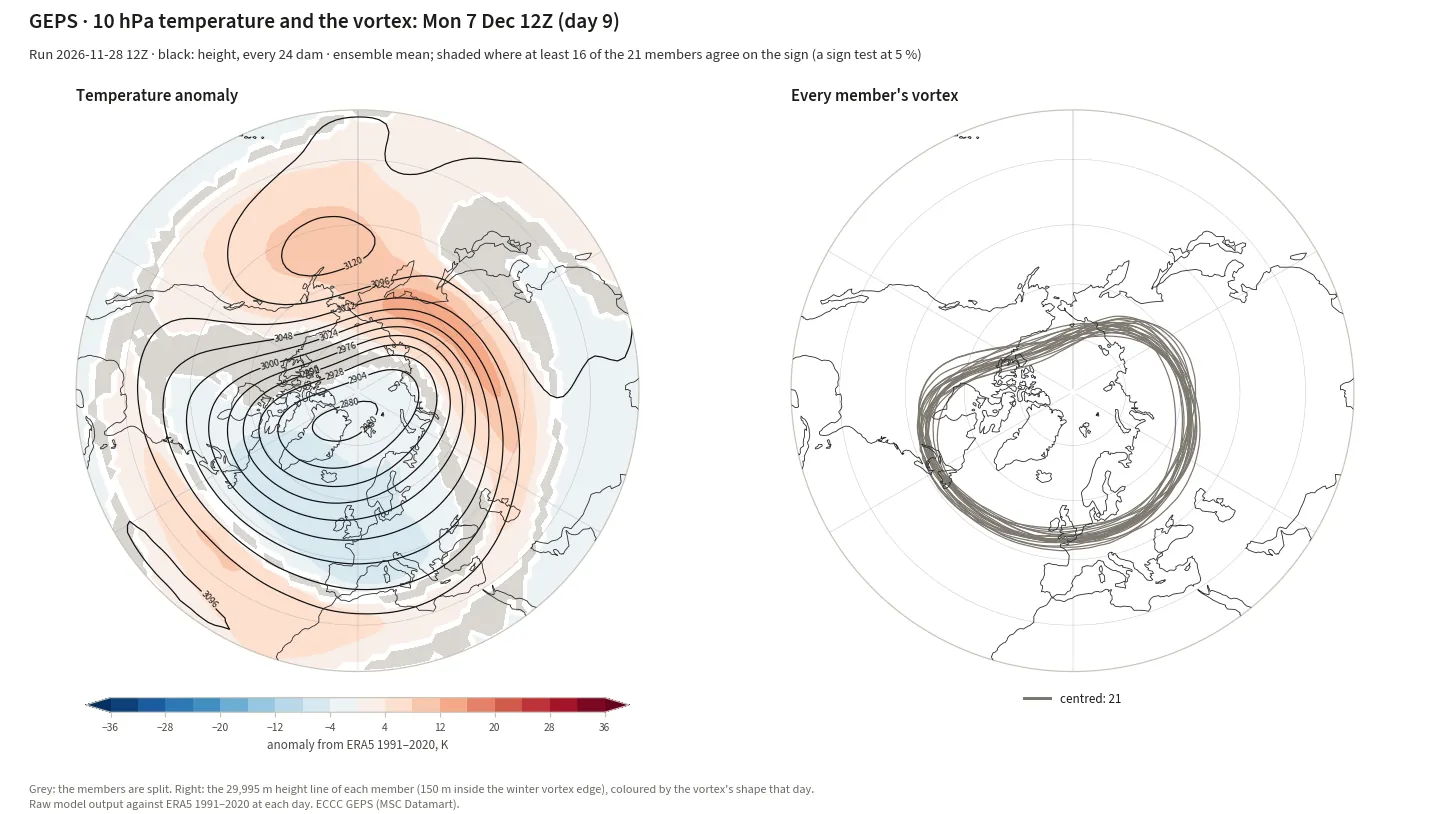 GEPS · 10 hPa temperature and the vortex: Mon 7 Dec 12Z (day 9)
Run 2026-11-28 12Z · black: height, every 24 dam · ensemble mean; shaded where at least 16 of the 21 members agree on the sign (a sign test at 5 %)
Temperature anomaly
Every member's vortex
3120
3096
3048
3024
2976
3000
2928
2904
2880
3096
−36
−28
−20
−12
−4
4
12
20
28
36
anomaly from ERA5 1991–2020, K
centred: 21
Grey: the members are split. Right: the 29,995 m height line of each member (150 m inside the winter vortex edge), coloured by the vortex's shape that day.
Raw model output against ERA5 1991–2020 at each day. ECCC GEPS (MSC Datamart).